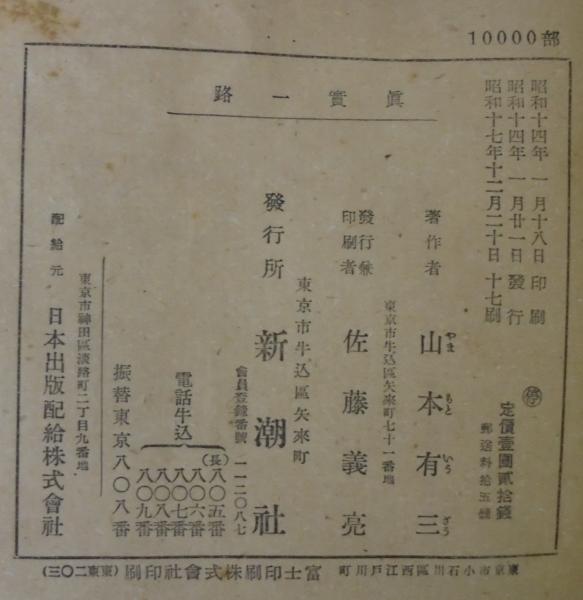 10000部
眞實一路
昭和十四年一月十八日印刷
昭和十四年一月廿一日發行
昭和十七年十二月二十日十七刷
㊡
定價壹圓貳拾錢
郵送料拾五錢
著作者 山本有三
やま もと いう ざう
東京市牛込區矢來町七十一番地
發行兼印刷者 佐藤義亮
東京市牛込區矢來町
發行所 新潮社
會員登錄番號 一一二〇八七
電話牛込
(長)八〇五番
八〇六番
八〇七番
八〇八番
八〇九番
振替東京八〇八番
東京市神田區淡路町二丁目九番地
配給元 日本出版配給株式會社
東京市小石川區西江戸川町 富士印刷株式會社印刷 (東東二〇三)